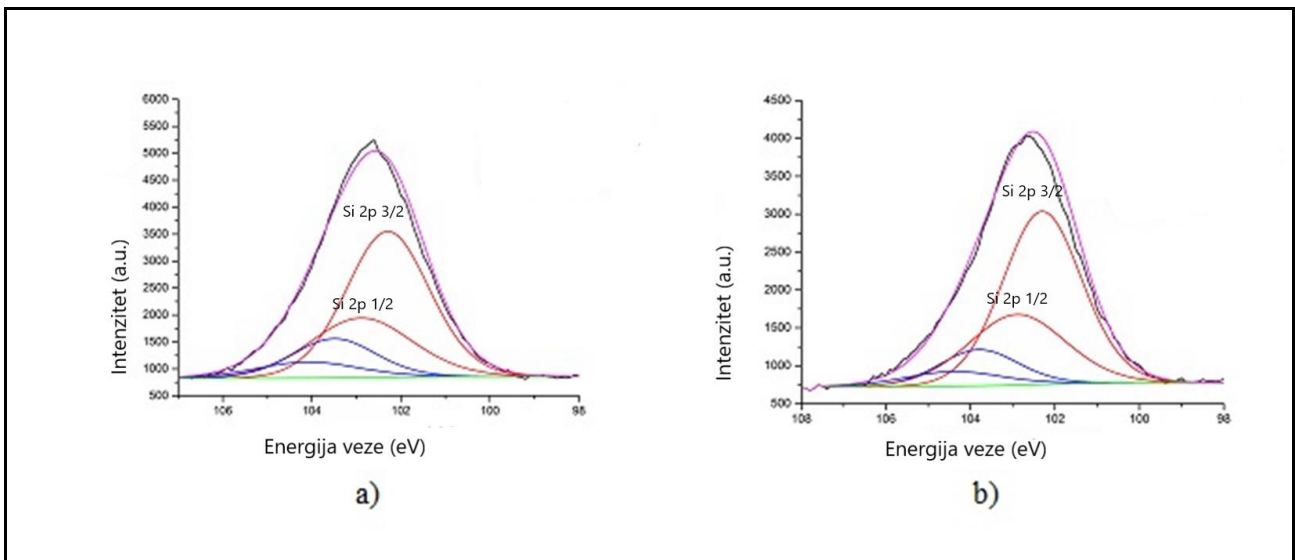 6000
5500
5000
4500
4000
3500
3000
2500
2000
1500
1000
500
Intenzitet (a.u.)
Si 2p 3/2
Si 2p 1/2
106 104 102 100 98
Energija veze (eV)
a)
4500
4000
3500
3000
2500
2000
1500
1000
500
Intenzitet (a.u.)
Si 2p 3/2
Si 2p 1/2
108 106 104 102 100 98
Energija veze (eV)
b)